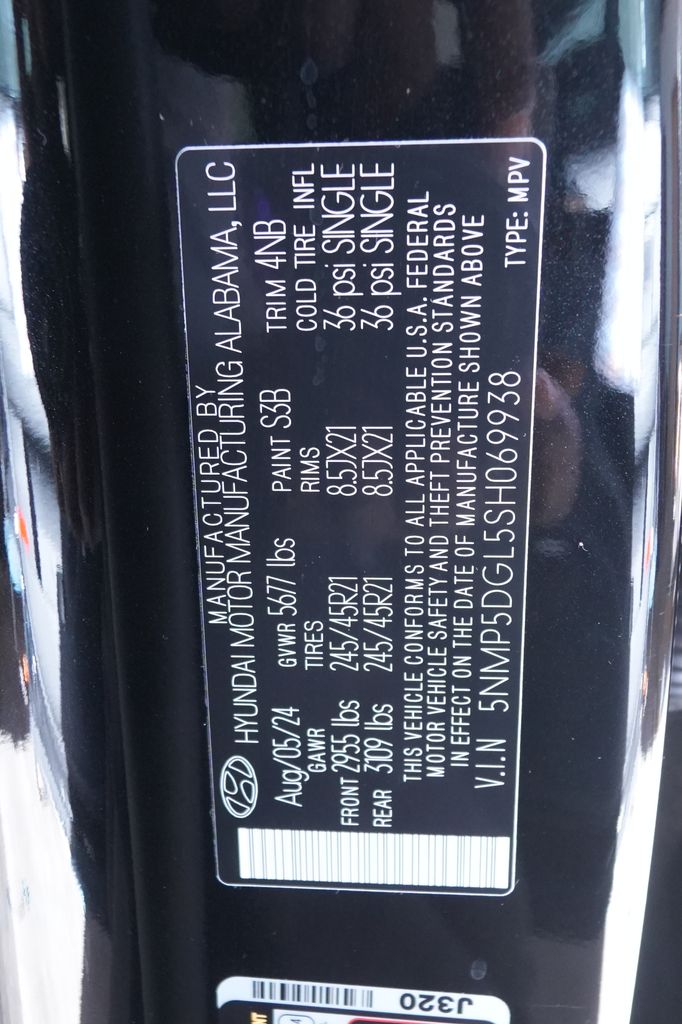 MANUFACTURED BY
HYUNDAI MOTOR MANUFACTURING ALABAMA, LLC
Aug/05/24 GVWR 5677 lbs PAINT S3B TRIM 4NB
GAWR TIRES RIMS COLD TIRE INFL
FRONT 2955 lbs 245/45R21 8.5JX21 36 psi SINGLE
REAR 3109 lbs 245/45R21 8.5JX21 36 psi SINGLE
THIS VEHICLE CONFORMS TO ALL APPLICABLE U.S.A. FEDERAL
MOTOR VEHICLE SAFETY AND THEFT PREVENTION STANDARDS
IN EFFECT ON THE DATE OF MANUFACTURE SHOWN ABOVE
V.I.N 5NMP5DGL5SH069938 TYPE: MPV
J320